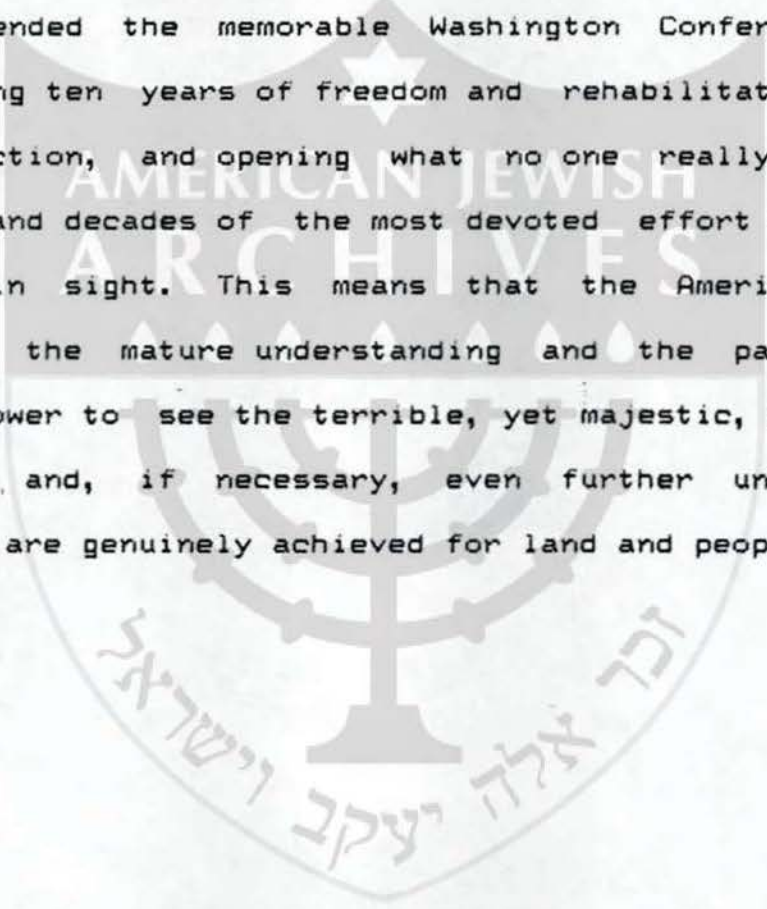 ended the memorable Washington Confer
ng ten years of freedom and rehabilitat
ction, and opening what no one really
AMERICAN JEWISH
and decades of the most devoted effort
ARCHIVES
n sight. This means that the Ameri
the mature understanding and the pa
ower to see the terrible, yet majestic,
and, if necessary, even further un
are genuinely achieved for land and peop
זכר אלה יעקב וישראל